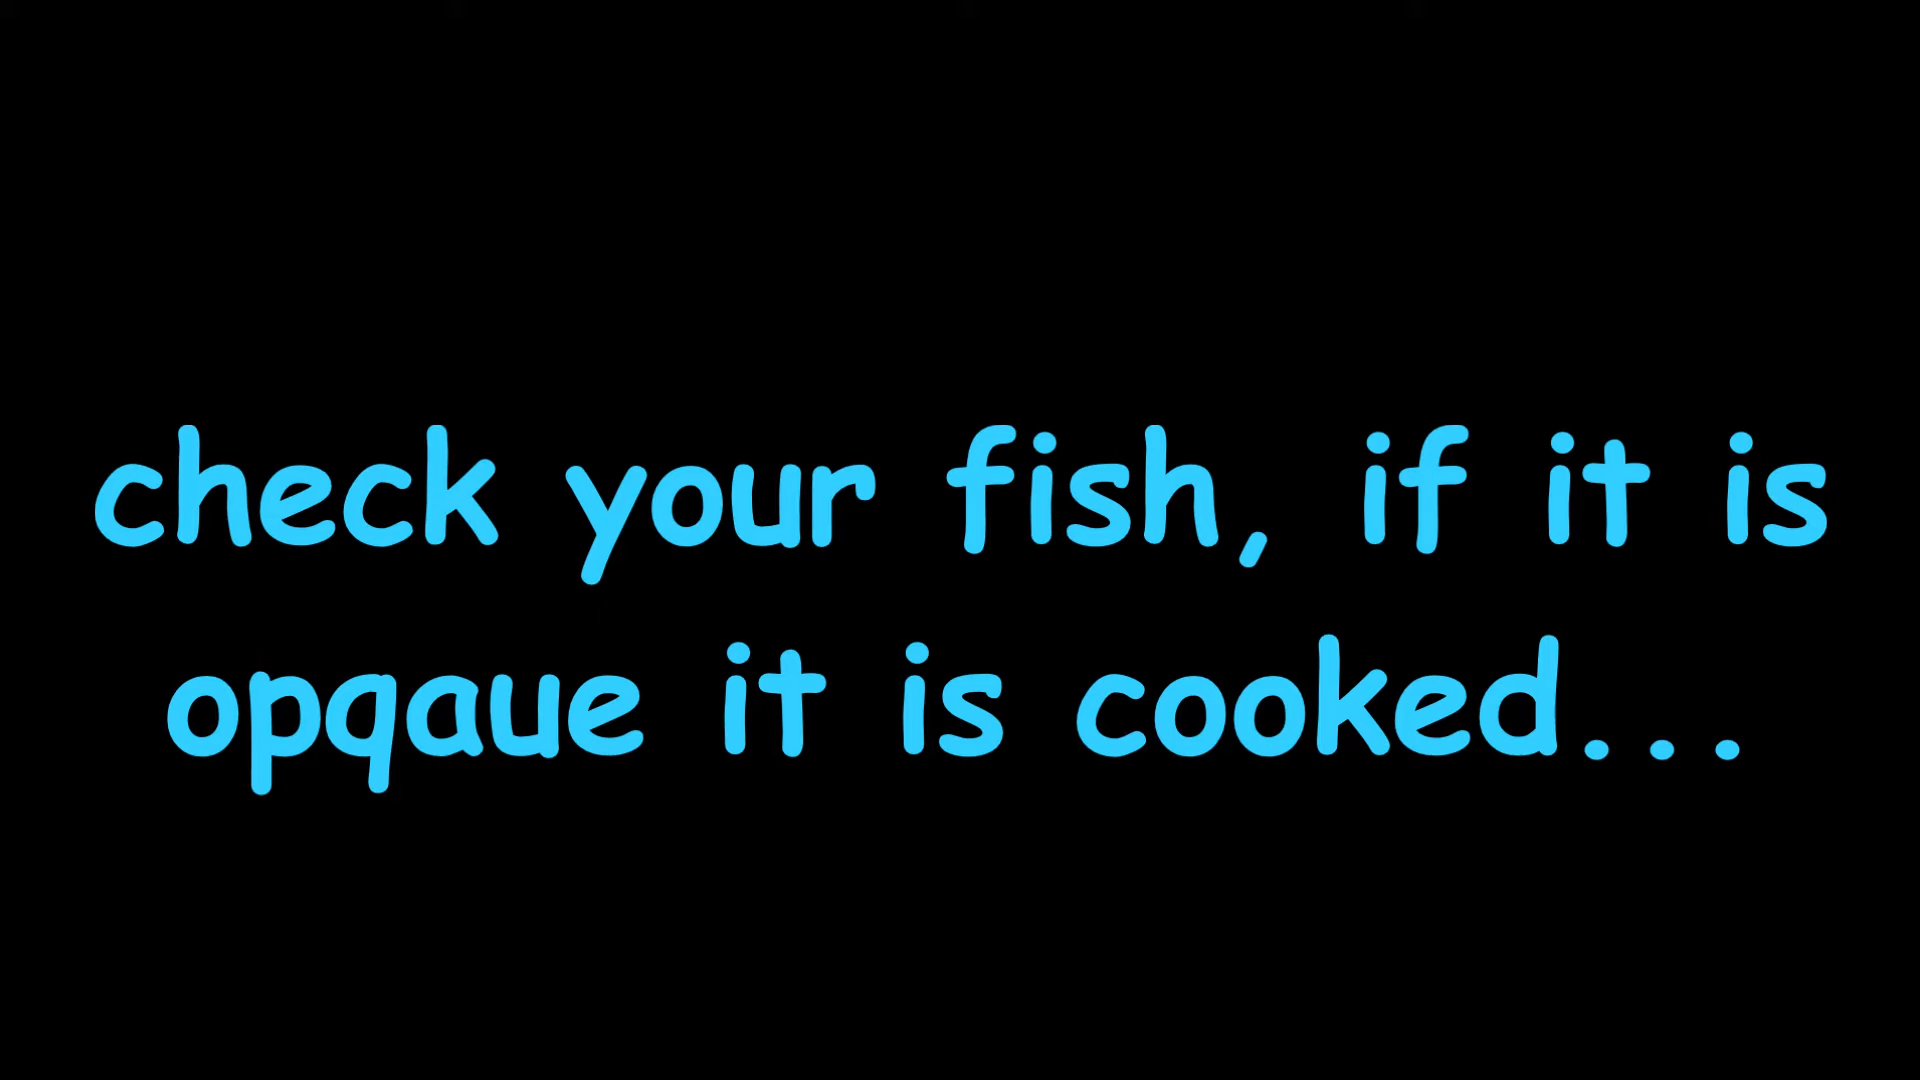 check your fish, if it is
opqaue it is cooked...